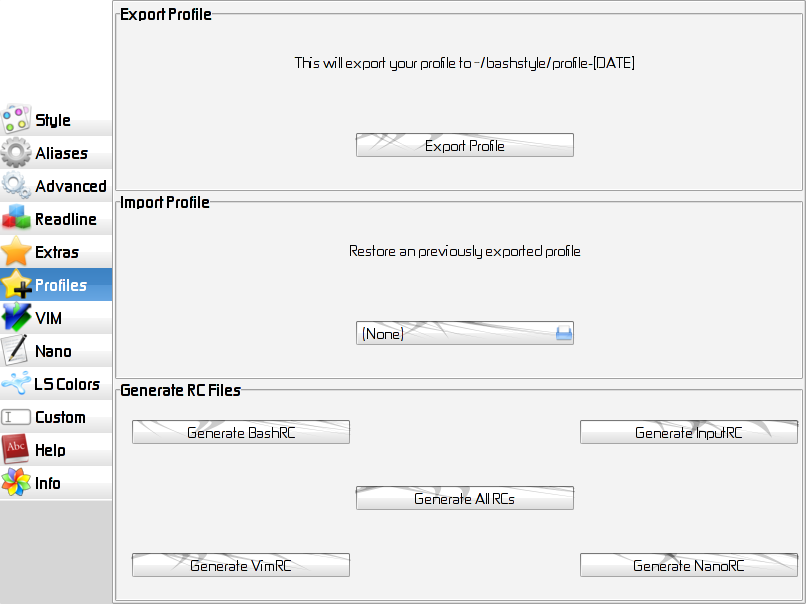 Style
Aliases
Advanced
Readline
Extras
Profiles
VIM
Nano
LS Colors
Custom
Abc
Help
Info
Export Profile
This will export your profile to ~/bashstyle/profile-[DATE]
Export Profile
Import Profile
Restore an previously exported profile
(None)
Generate RC Files
Generate BashRC
Generate InputRC
Generate All RCs
Generate VimRC
Generate NanoRC